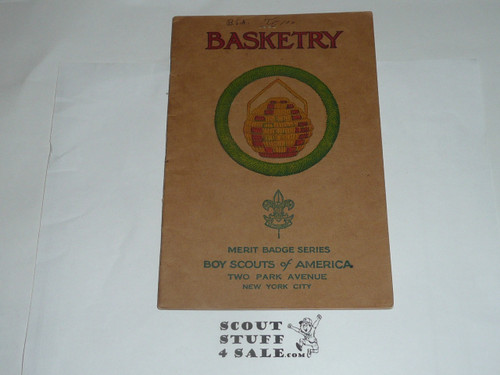 BSA
BASKETRY
MERIT BADGE SERIES
BOY SCOUTS of AMERICA
TWO PARK AVENUE
NEW YORK CITY
SCOUT
STUFF
4 SALE.com